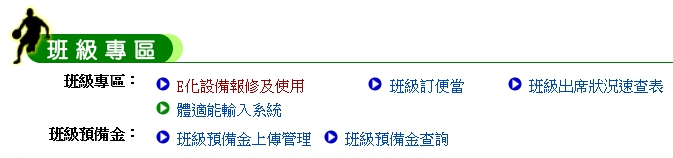 班級專區
班級專區： E化設備報修及使用 班級訂便當 班級出席狀況速查表
體適能輸入系統
班級預備金： 班級預備金上傳管理 班級預備金查詢